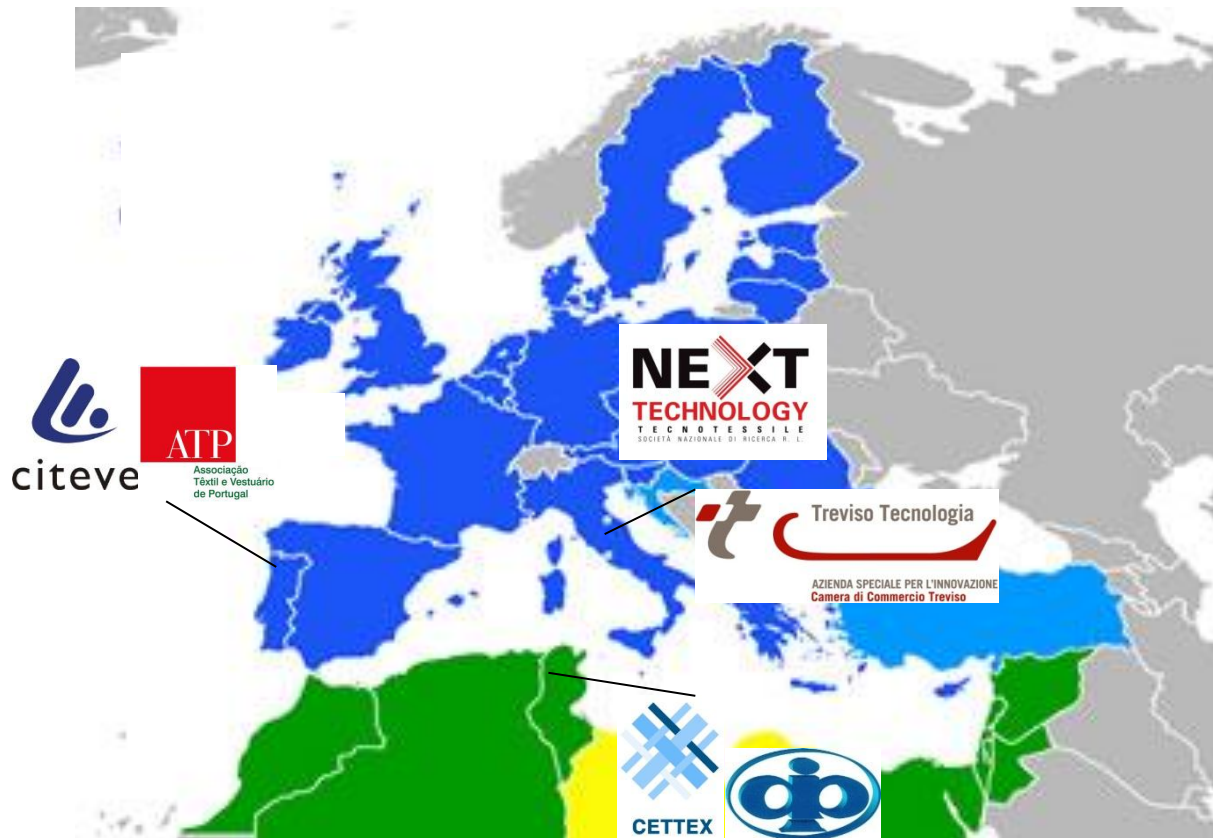 citeve
ATP
Associação
Têxtil e Vestuário
de Portugal
NEXT
TECHNOLOGY
TECNOTESSILE
SOCIETÀ NAZIONALE DI RICERCA R. L.
Treviso Tecnologia
AZIENDA SPECIALE PER L'INNOVAZIONE
Camera di Commercio Treviso
CETTEX